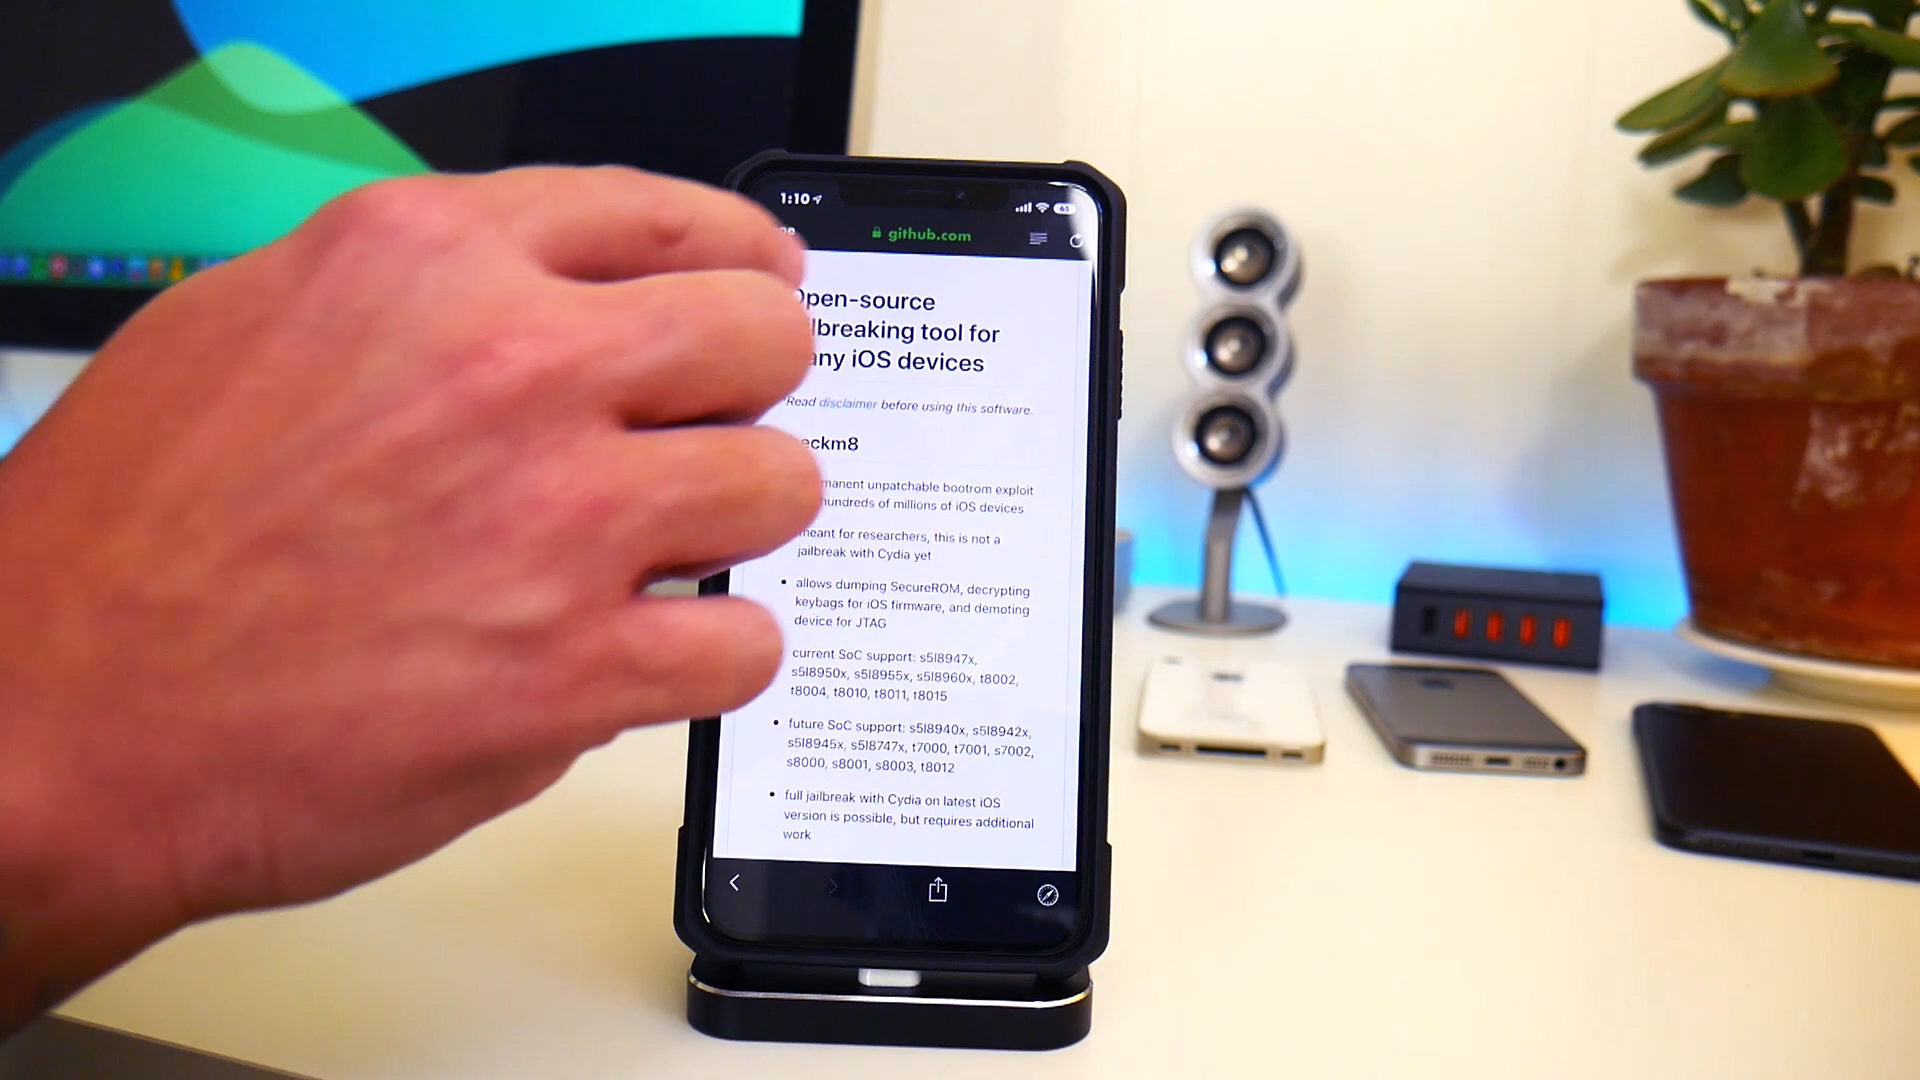 1:10
61
github.com
pen-source
lbreaking tool for
any iOS devices
Read disclaimer before using this software.
eckm8
manent unpatchable bootrom exploit
hundreds of millions of iOS devices
meant for researchers, this is not a
jailbreak with Cydia yet
• allows dumping SecureROM, decrypting
keybags for iOS firmware, and demoting
device for JTAG
current SoC support: s5l8947x,
s5l8950x, s5l8955x, s5l8960x, t8002,
t8004, t8010, t8011, t8015
• future SoC support: s5l8940x, s5l8942x,
s5l8945x, s5l8747x, t7000, t7001, s7002,
s8000, s8001, s8003, t8012
• full jailbreak with Cydia on latest iOS
version is possible, but requires additional
work